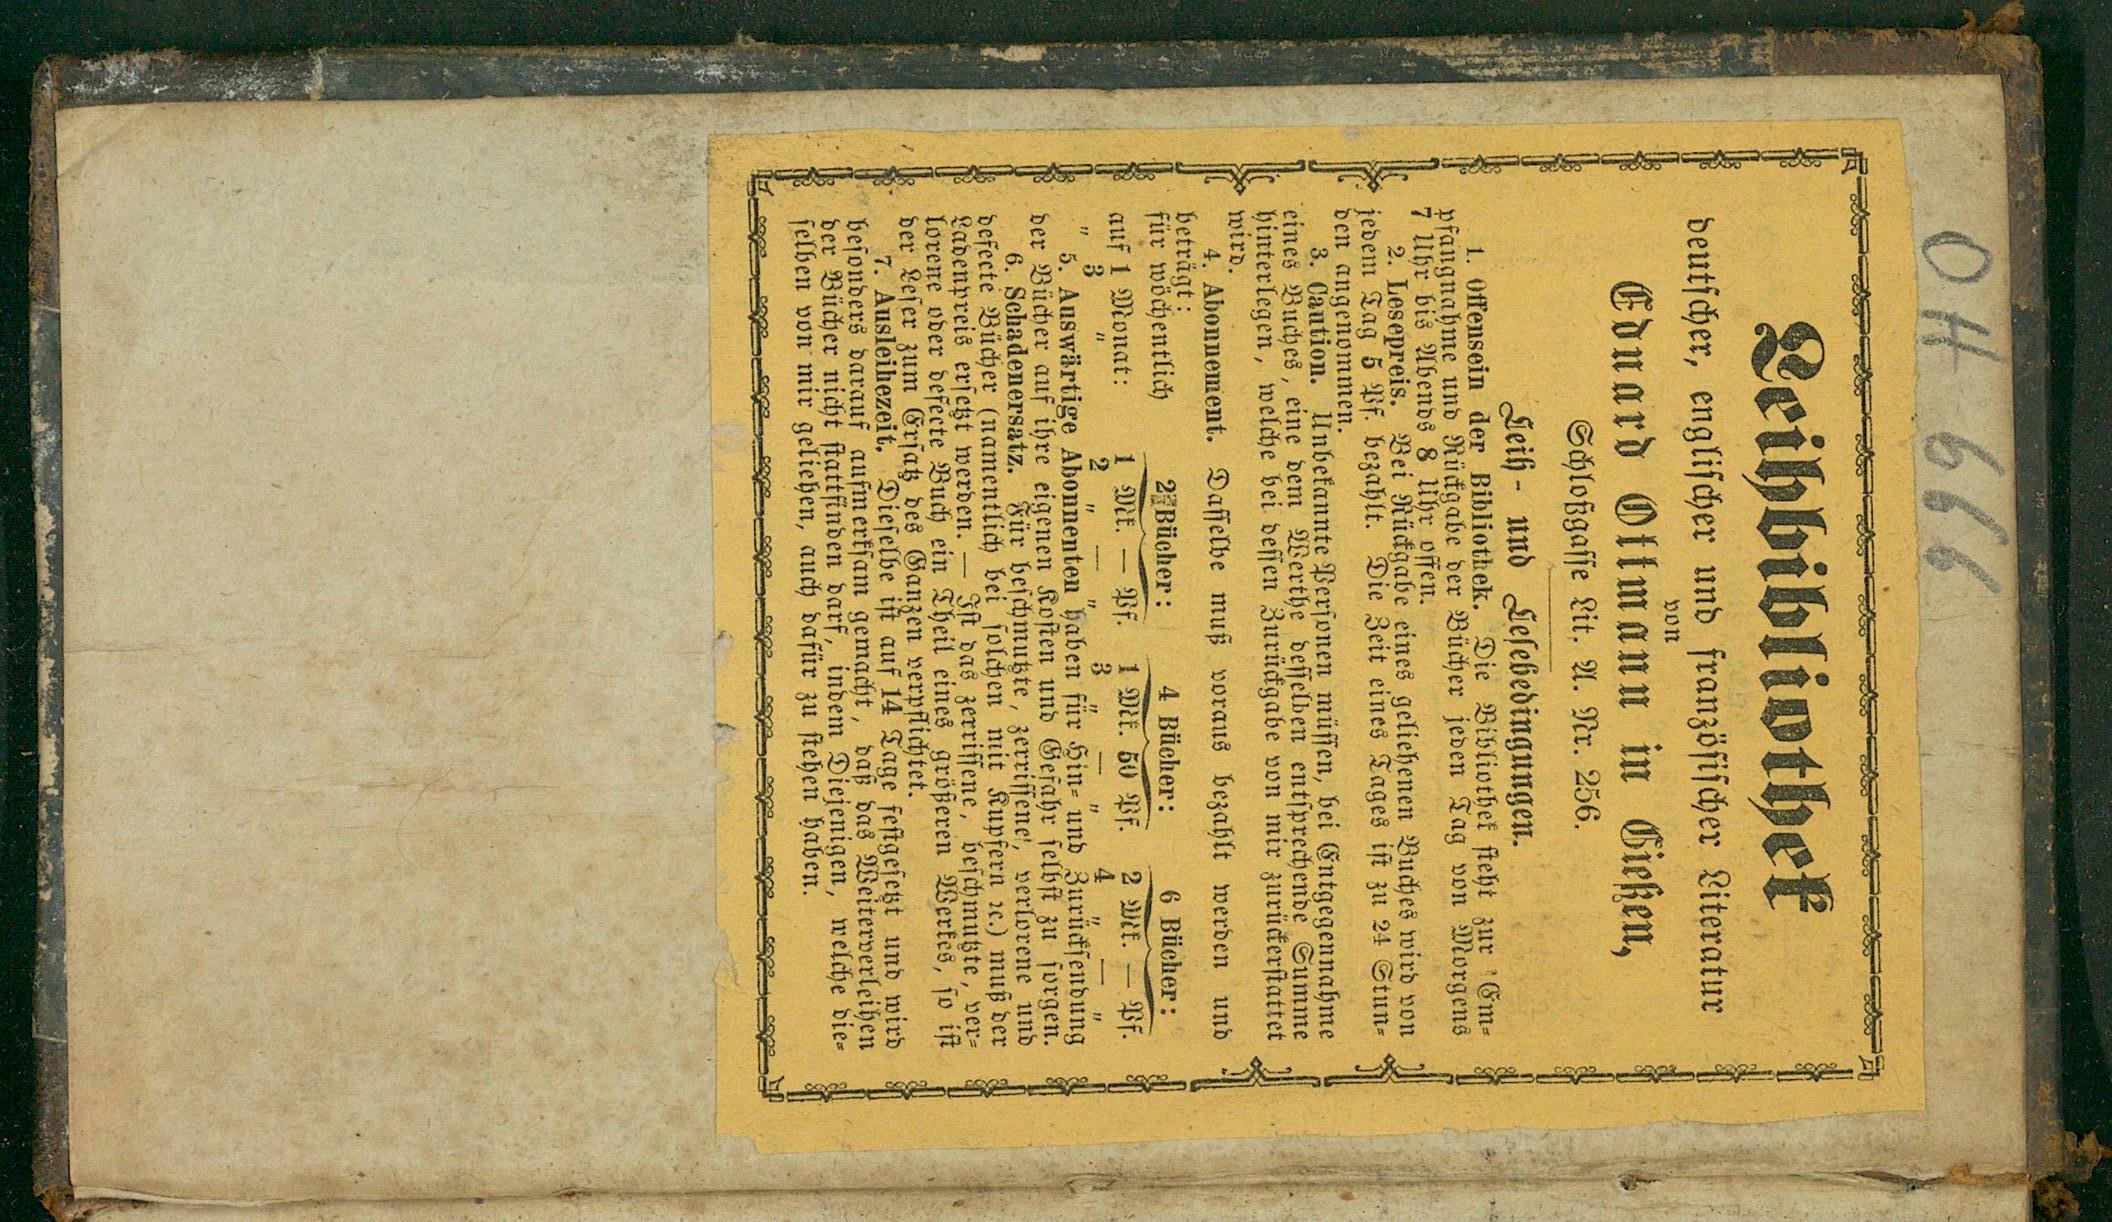 OH 666
Leihbibliothek
deutscher, englischer und französischer Literatur
von
Eduard Ottmann in Gießen,
Schloßgasse Lit. A. Nr. 256.
Leih- und Lesebedingungen.
1. Offensein der Bibliothek. Die Bibliothek steht zur Em-
pfangnahme und Rückgabe der Bücher jeden Tag von Morgens
7 Uhr bis Abends 8 Uhr offen.
2. Lesepreis. Bei Rückgabe eines geliehenen Buches wird von
jedem Tag 5 Pf. bezahlt. Die Zeit eines Tages ist zu 24 Stun-
den angenommen.
3. Caution. Unbekannte Personen müssen, bei Entgegennahme
eines Buches, eine dem Werthe desselben entsprechende Summe
hinterlegen, welche bei dessen Zurückgabe von mir zurückerstattet
wird.
4. Abonnement. Dasselbe muß voraus bezahlt werden und
beträgt:
für wöchentlich 2 Bücher: 4 Bücher: 6 Bücher:
auf 1 Monat: 1 Mk. — Pf. 1 Mk. 50 Pf. 2 Mk. — Pf.
" 3 " 2 " — " 3 " — " 4 " — "
5. Auswärtige Abonnenten haben für Hin- und Zurücksendung
der Bücher auf ihre eigenen Kosten und Gefahr selbst zu sorgen.
6. Schadenersatz. Für beschmutzte, zerrissene, verlorene und
defecte Bücher (namentlich bei solchen mit Kupfern ꝛc.) muß der
Ladenpreis ersetzt werden. — Ist das zerrissene, beschmutzte, ver-
lorene oder defecte Buch ein Theil eines größeren Werkes, so ist
der Leser zum Ersatz des Ganzen verpflichtet.
7. Ausleihezeit. Dieselbe ist auf 14 Tage festgesetzt und wird
besonders darauf aufmerksam gemacht, daß das Weiterverleihen
der Bücher nicht stattfinden darf, indem Diejenigen, welche die-
selben von mir geliehen, auch dafür zu stehen haben.